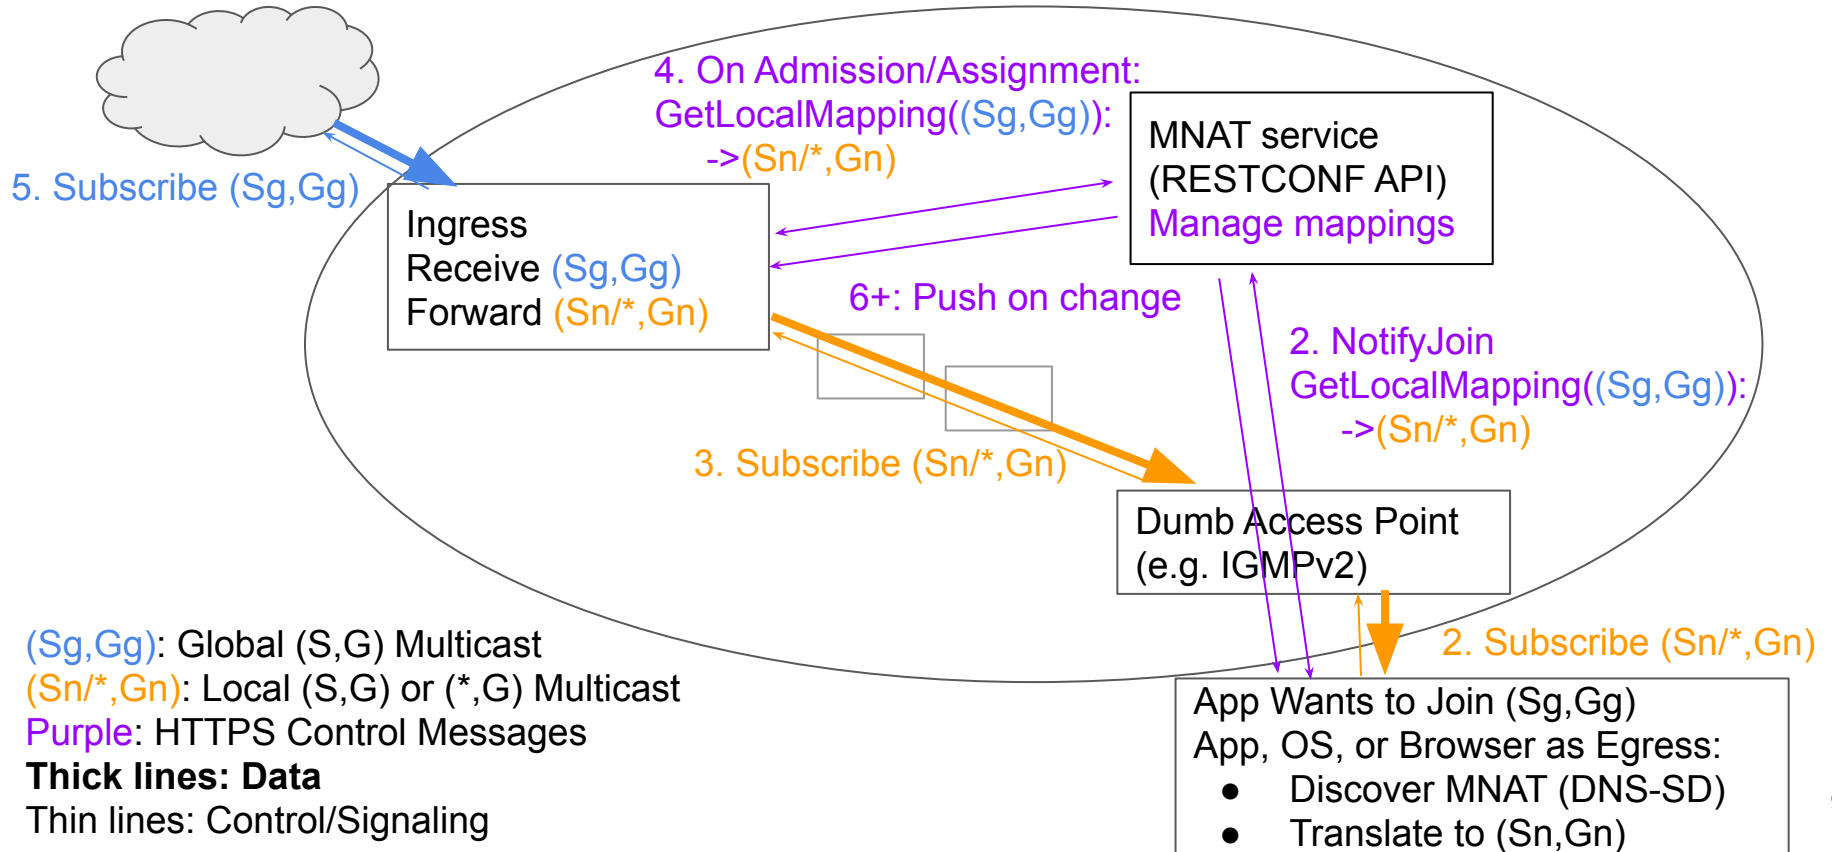 4. On Admission/Assignment:
GetLocalMapping((Sg,Gg)):
->(Sn/*,Gn)
MNAT service
(RESTCONF API)
Manage mappings
5. Subscribe (Sg,Gg)
Ingress
Receive (Sg,Gg)
Forward (Sn/*,Gn)
6+: Push on change
2. NotifyJoin
GetLocalMapping((Sg,Gg)):
->(Sn/*,Gn)
3. Subscribe (Sn/*,Gn)
Dumb Access Point
(e.g. IGMPv2)
2. Subscribe (Sn/*,Gn)
(Sg,Gg): Global (S,G) Multicast
(Sn/*,Gn): Local (S,G) or (*,G) Multicast
Purple: HTTPS Control Messages
Thick lines: Data
Thin lines: Control/Signaling
App Wants to Join (Sg,Gg)
App, OS, or Browser as Egress:
● Discover MNAT (DNS-SD)
● Translate to (Sn,Gn)